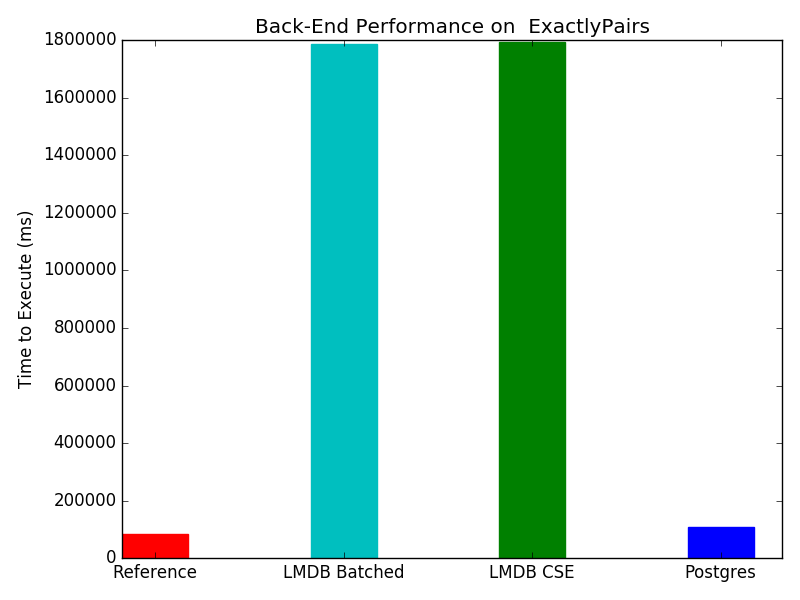 Back-End Performance on  ExactlyPairs
Time to Execute (ms)
1800000
1600000
1400000
1200000
1000000
800000
600000
400000
200000
0
Reference
LMDB Batched
LMDB CSE
Postgres